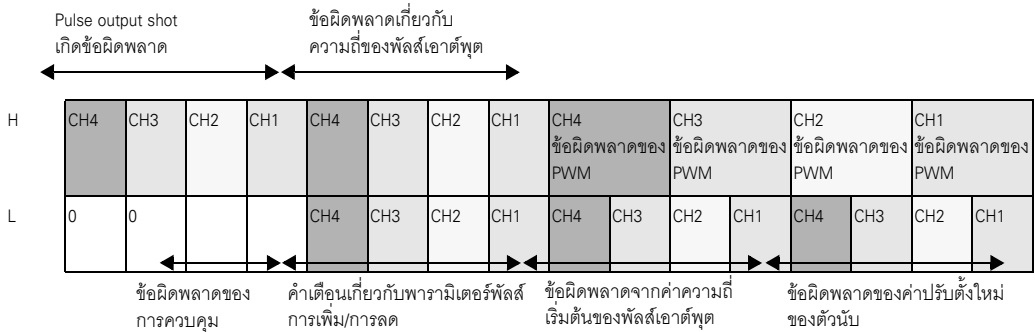 Pulse output shot
เกิดข้อผิดพลาด
ข้อผิดพลาดเกี่ยวกับ
ความถี่ของพัลส์เอาต์พุต
H CH4 CH3 CH2 CH1 CH4 CH3 CH2 CH1 CH4 CH3 CH2 CH1
ข้อผิดพลาดของ ข้อผิดพลาดของ ข้อผิดพลาดของ ข้อผิดพลาดของ
PWM PWM PWM PWM
L 0 0 CH4 CH3 CH2 CH1 CH4 CH3 CH2 CH1 CH4 CH3 CH2 CH1
ข้อผิดพลาดของ
การควบคุม
คำเตือนเกี่ยวกับพารามิเตอร์พัลส์
การเพิ่ม/การลด
ข้อผิดพลาดจากค่าความถี่
เริ่มต้นของพัลส์เอาต์พุต
ข้อผิดพลาดของค่าปรับตั้งใหม่
ของตัวนับ